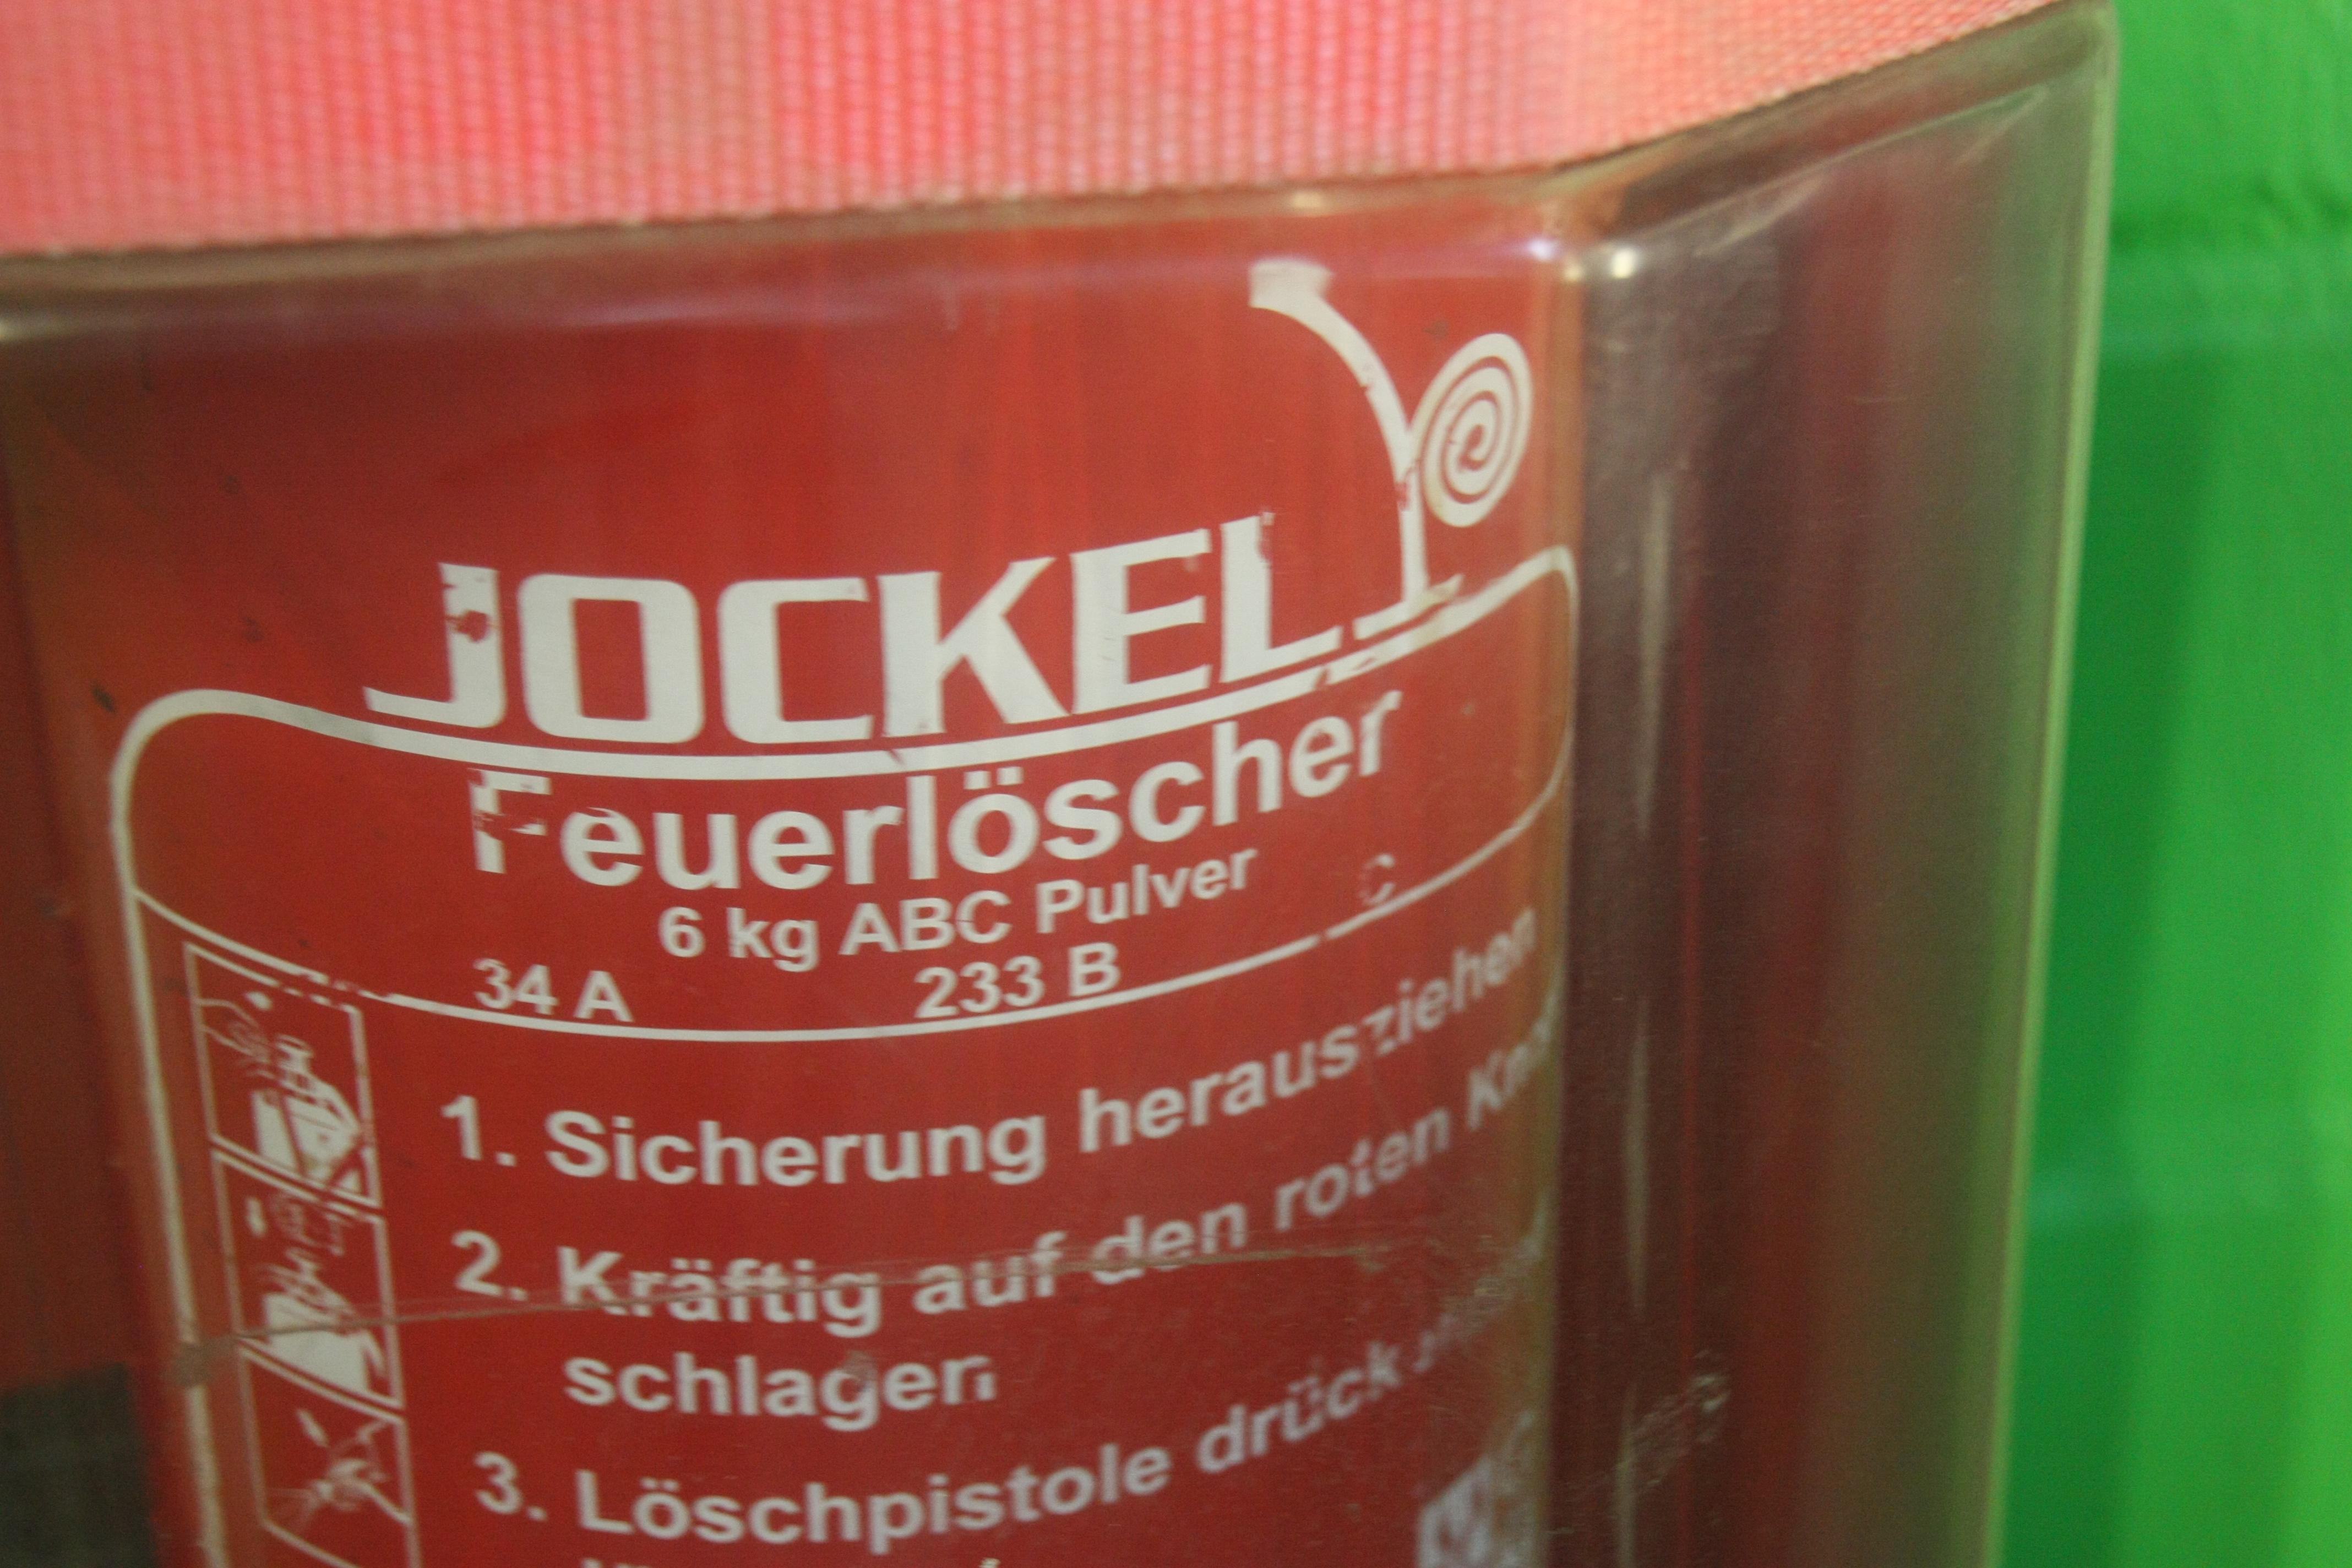 JOCKEL
Feuerlöscher
6 kg ABC Pulver
34 A 233 B C
1. Sicherung herausziehen
2. Kräftig auf den roten
schlagen
3. Löschpistole